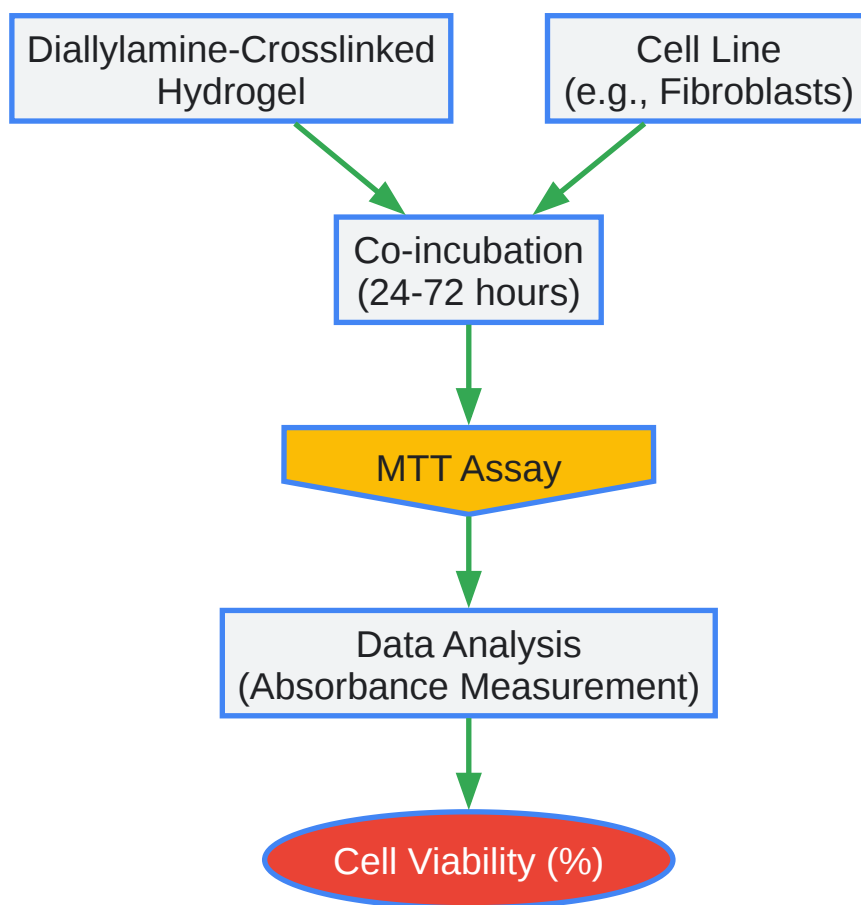 Diallylamine-Crosslinked
Hydrogel
Cell Line
(e.g., Fibroblasts)
Co-incubation
(24-72 hours)
MTT Assay
Data Analysis
(Absorbance Measurement)
Cell Viability (%)